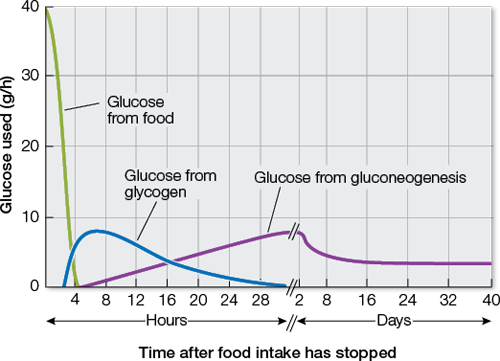 Glucose used (g/h)
40
30
20
10
0
Glucose
from food
Glucose from
glycogen
Glucose from gluconeogenesis
4 8 12 16 20 24 28 2 8 16 24 32 40
Hours Days
Time after food intake has stopped